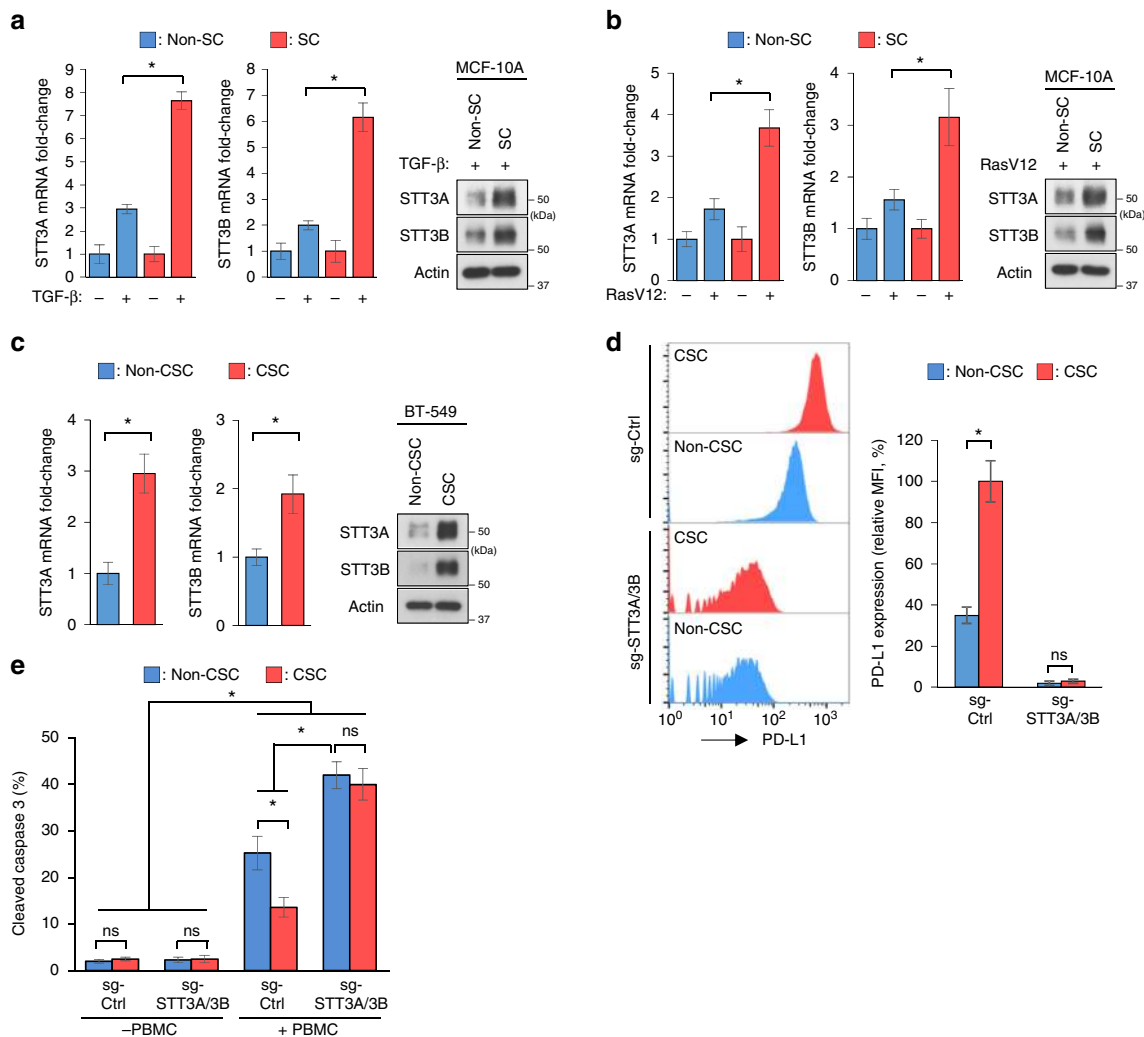 a
: Non-SC : SC
STT3A mRNA fold-change
9
8
7
6
5
4
3
2
1
0
*
TGF-β: – + – +
STT3B mRNA fold-change
8
7
6
5
4
3
2
1
0
*
– + – +
MCF-10A
Non-SC
SC
TGF-β: + +
STT3A
50
(kDa)
STT3B
50
Actin
37
b
: Non-SC : SC
STT3A mRNA fold-change
5
4
3
2
1
0
*
RasV12: – + – +
STT3B mRNA fold-change
4
3
2
1
0
*
– + – +
MCF-10A
Non-SC
SC
RasV12: + +
STT3A
50
(kDa)
STT3B
50
Actin
37
c
: Non-CSC : CSC
STT3A mRNA fold-change
4
3
2
1
0
*
STT3B mRNA fold-change
3
2
1
0
*
BT-549
Non-CSC
CSC
STT3A
50
(kDa)
STT3B
50
Actin
37
d
sg-Ctrl
CSC
Non-CSC
sg-STT3A/3B
CSC
Non-CSC
10⁰ 10¹ 10² 10³
PD-L1
: Non-CSC : CSC
PD-L1 expression (relative MFI, %)
120
100
80
60
40
20
0
*
ns
sg-
Ctrl
sg-
STT3A/3B
e
: Non-CSC : CSC
Cleaved caspase 3 (%)
50
40
30
20
10
0
*
* ns
*
ns ns
sg-
Ctrl
sg-
STT3A/3B
sg-
Ctrl
sg-
STT3A/3B
–PBMC + PBMC